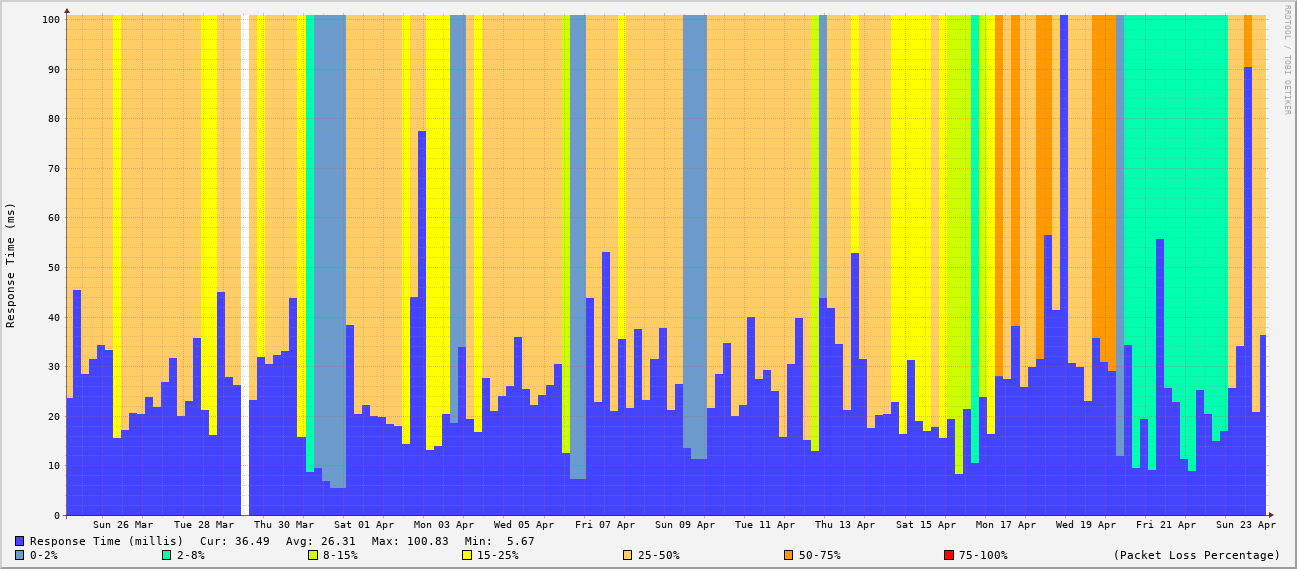 RRDTOOL / TOBI OETIKER
Response Time (ms)
100
90
80
70
60
50
40
30
20
10
0
Sun 26 Mar Tue 28 Mar Thu 30 Mar Sat 01 Apr Mon 03 Apr Wed 05 Apr Fri 07 Apr Sun 09 Apr Tue 11 Apr Thu 13 Apr Sat 15 Apr Mon 17 Apr Wed 19 Apr Fri 21 Apr Sun 23 Apr
Response Time (millis) Cur: 36.49 Avg: 26.31 Max: 100.83 Min: 5.67
0-2% 2-8% 8-15% 15-25% 25-50% 50-75% 75-100% (Packet Loss Percentage)